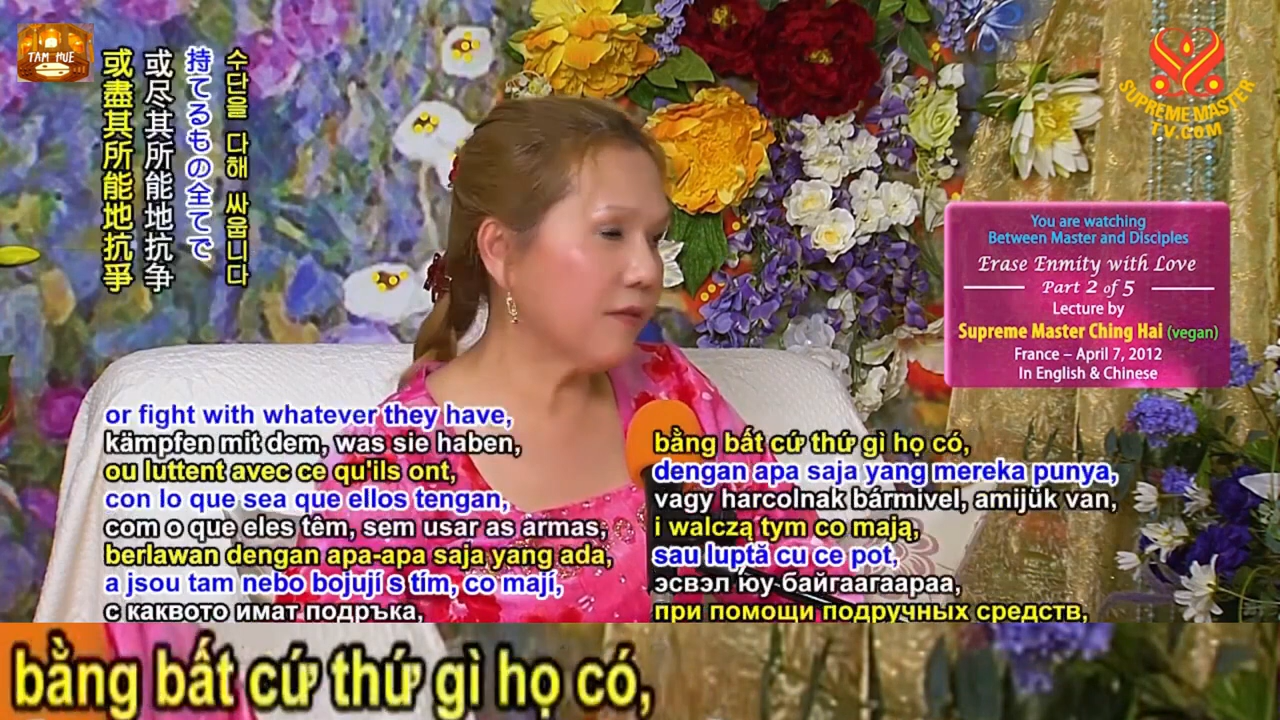 TAM HUE
수단을 다해 싸웁니다
持てるもの全てで
或尽其所能地抗争
或盡其所能地抗爭
SUPREME MASTER
TV.COM
You are watching
Between Master and Disciples
Erase Enmity with Love
Part 2 of 5
Lecture by
Supreme Master Ching Hai (vegan)
France – April 7, 2012
In English & Chinese
or fight with whatever they have,
kämpfen mit dem, was sie haben,
ou luttent avec ce qu'ils ont,
con lo que sea que ellos tengan,
com o que eles têm, sem usar as armas,
berlawan dengan apa-apa saja yang ada,
a jsou tam nebo bojují s tím, co mají,
с каквото имат подръка,
bằng bất cứ thứ gì họ có,
dengan apa saja yang mereka punya,
vagy harcolnak bármivel, amijük van,
i walczą tym co mają,
sau luptă cu ce pot,
эсвэл юу байгаагаараа,
при помощи подручных средств,
bằng bất cứ thứ gì họ có,